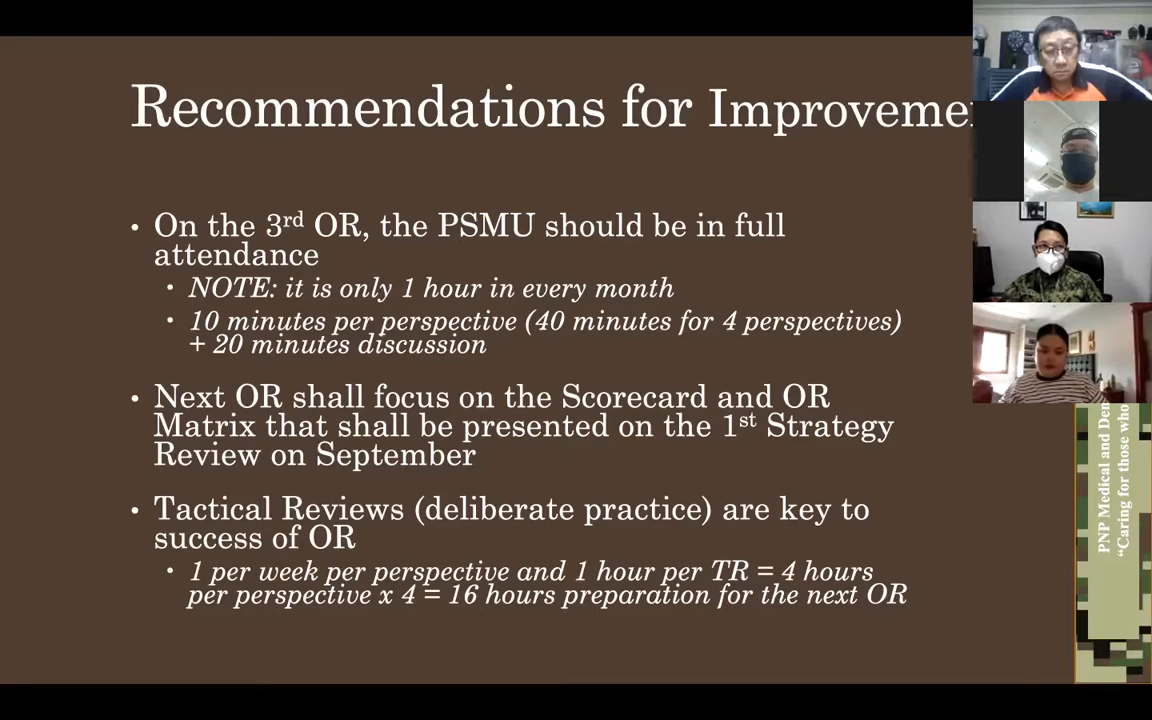 Recommendations for Improveme
• On the 3rd OR, the PSMU should be in full
attendance
• NOTE: it is only 1 hour in every month
• 10 minutes per perspective (40 minutes for 4 perspectives)
+ 20 minutes discussion
• Next OR shall focus on the Scorecard and OR
Matrix that shall be presented on the 1st Strategy
Review on September
• Tactical Reviews (deliberate practice) are key to
success of OR
• 1 per week per perspective and 1 hour per TR = 4 hours
per perspective x 4 = 16 hours preparation for the next OR
PNP Medical and Den
"Caring for those who